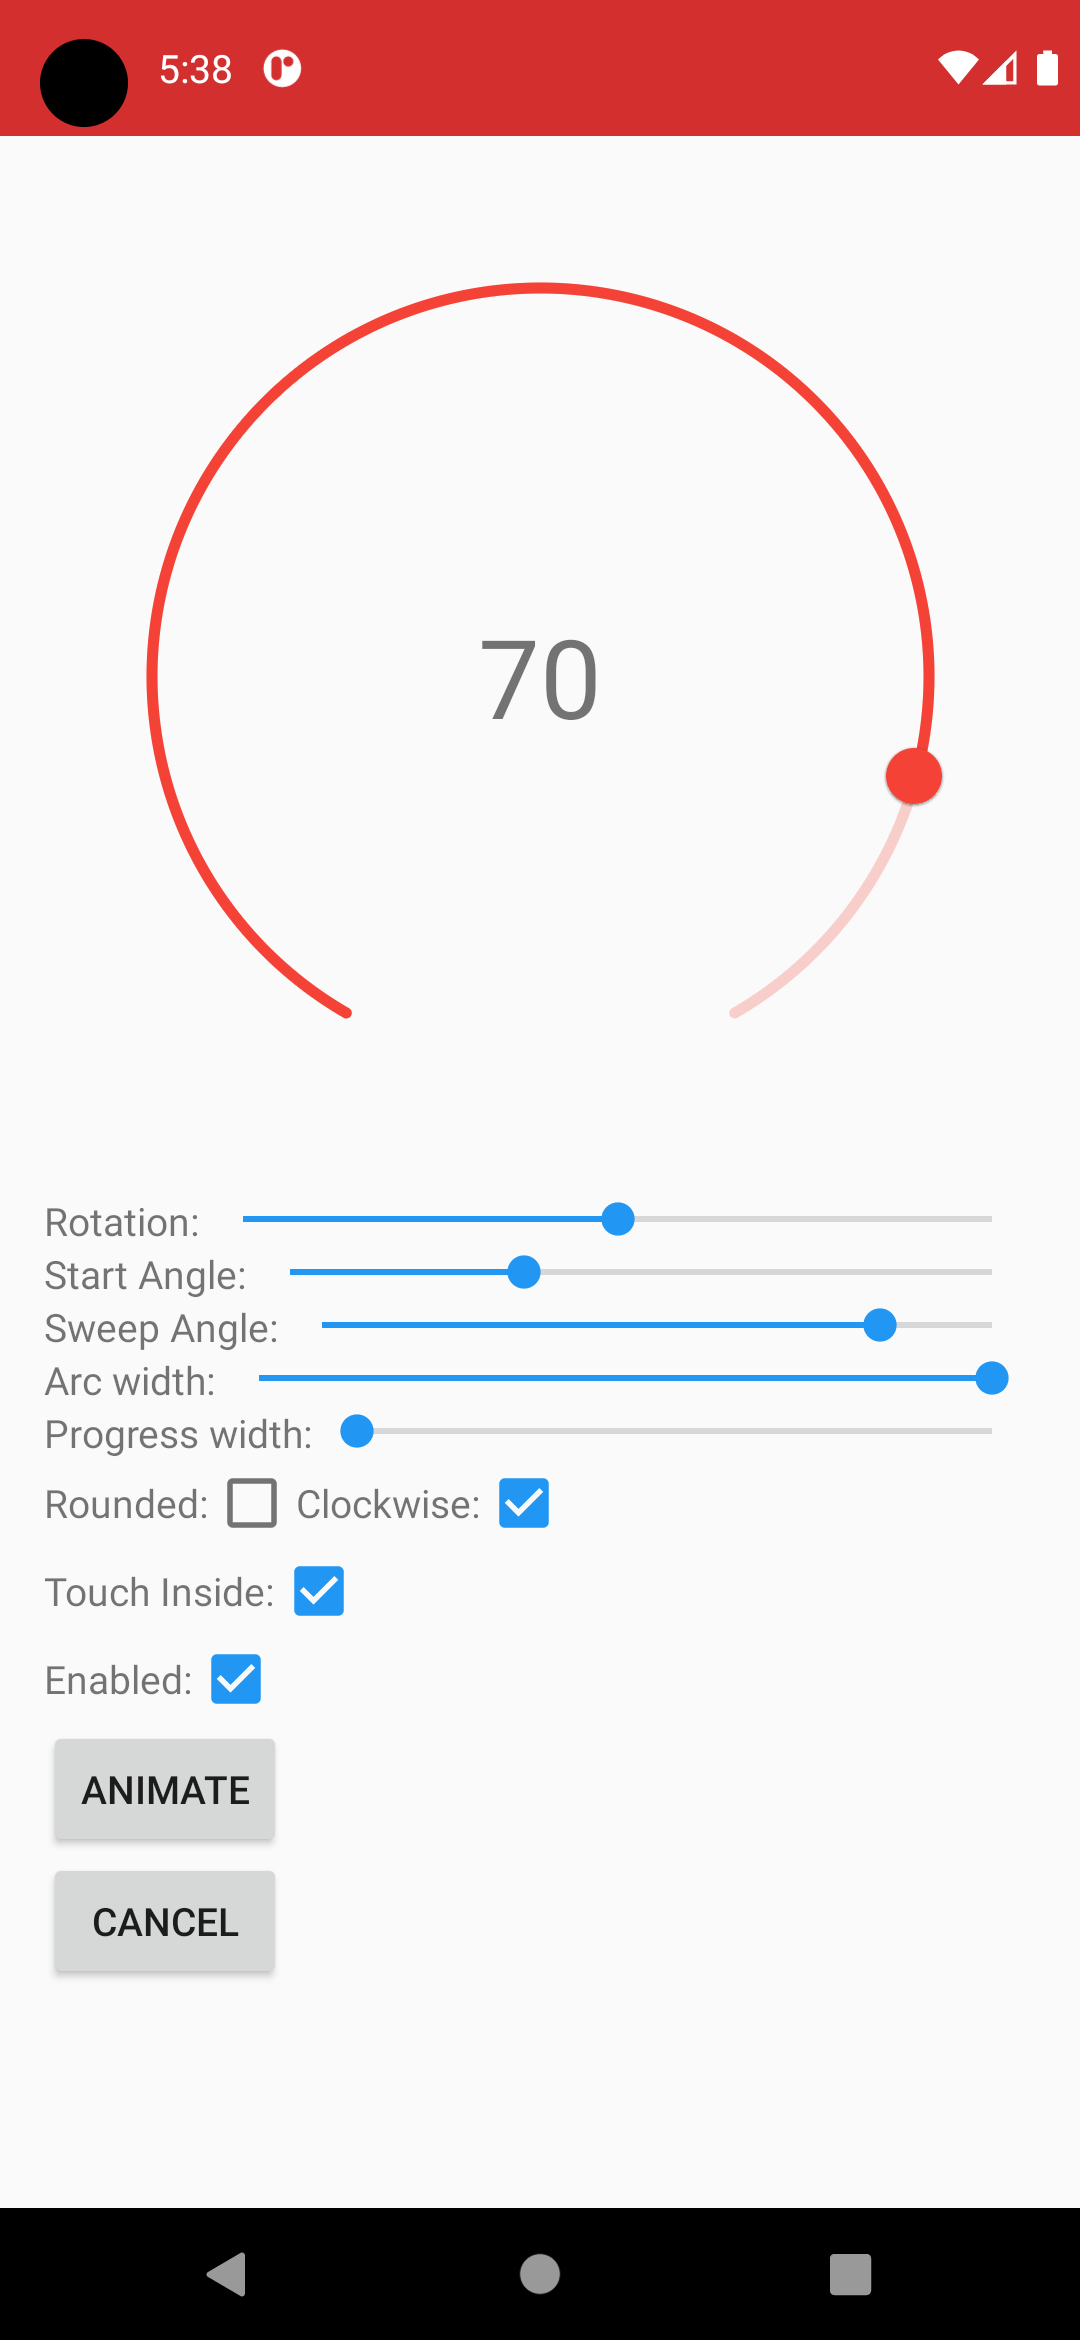 5:38
70
Rotation:
Start Angle:
Sweep Angle:
Arc width:
Progress width:
Rounded: Clockwise:
Touch Inside:
Enabled:
ANIMATE
CANCEL